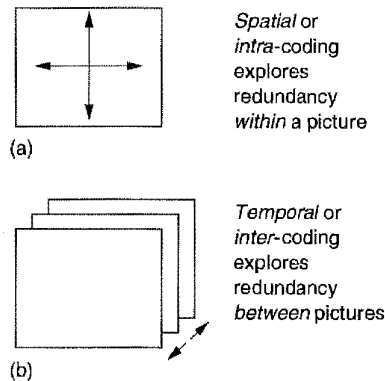 Spatial or
intra-coding
explores
redundancy
within a picture
(a)
Temporal or
inter-coding
explores
redundancy
between pictures
(b)